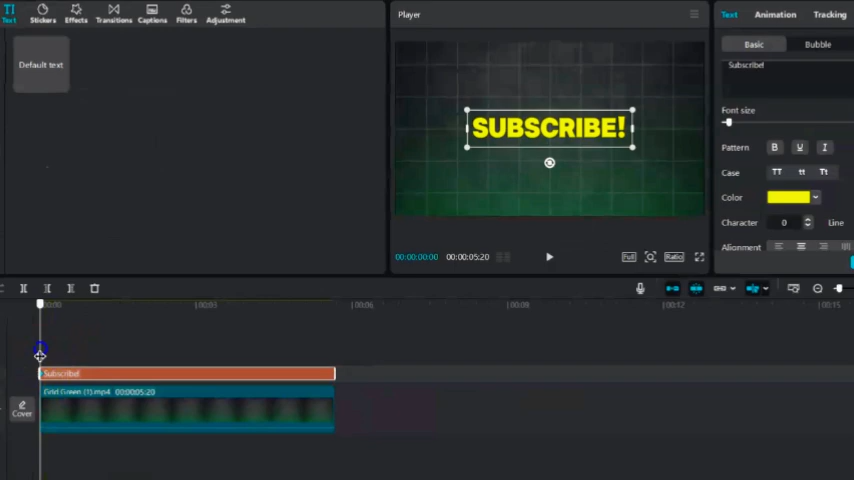 TI
Text Stickers Effects Transitions Captions Filters Adjustment
Default text
Player
SUBSCRIBE!
00:00:00:00 00:00:05:20
Full
Ratio
Text Animation Tracking
Basic Bubble
Subscribe!
Font size
Pattern B U I
Case TT tt Tt
Color
Character 0 Line
Alignment
00:00 00:03 00:06 00:09 00:12 00:15
Subscribe!
Grid Green (1).mp4 00:00:05:20
Cover